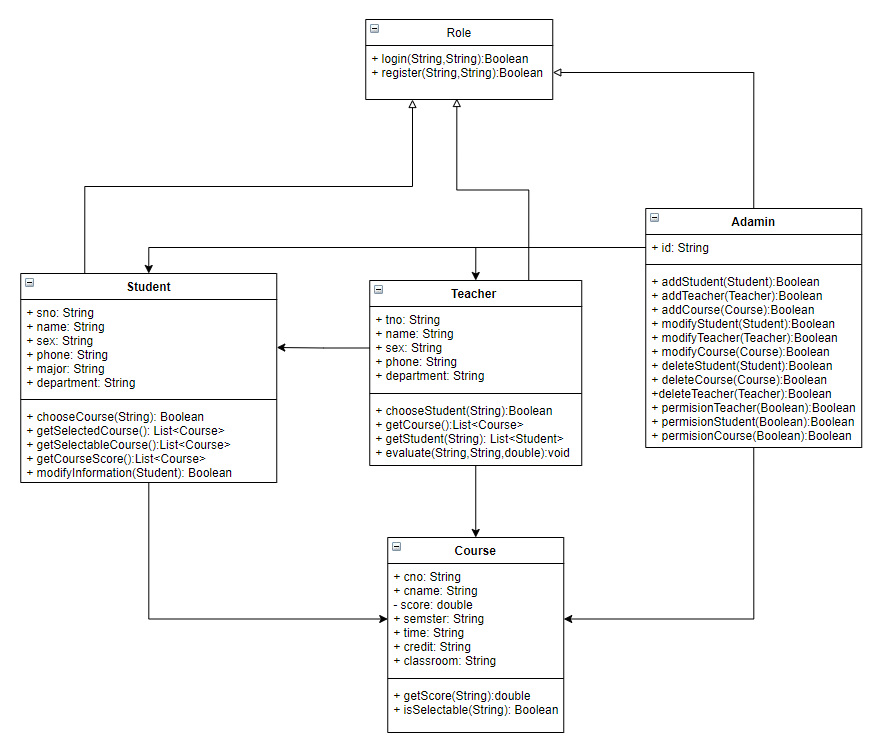 Role
+ login(String,String):Boolean
+ register(String,String):Boolean
Adamin
+ id: String
+ addStudent(Student):Boolean
+ addTeacher(Teacher):Boolean
+ addCourse(Course):Boolean
+ modifyStudent(Student):Boolean
+ modifyTeacher(Teacher):Boolean
+ modifyCourse(Course):Boolean
+ deleteStudent(Student):Boolean
+ deleteCourse(Course):Boolean
+deleteTeacher(Teacher):Boolean
+ permisionTeacher(Boolean):Boolean
+ permisionStudent(Boolean):Boolean
+ permisionCourse(Boolean):Boolean
Student
+ sno: String
+ name: String
+ sex: String
+ phone: String
+ major: String
+ department: String
+ chooseCourse(String): Boolean
+ getSelectedCourse(): List<Course>
+ getSelectableCourse():List<Course>
+ getCourseScore():List<Course>
+ modifyInformation(Student): Boolean
Teacher
+ tno: String
+ name: String
+ sex: String
+ phone: String
+ department: String
+ chooseStudent(String):Boolean
+ getCourse():List<Course>
+ getStudent(String): List<Student>
+ evaluate(String,String,double):void
Course
+ cno: String
+ cname: String
- score: double
+ semster: String
+ time: String
+ credit: String
+ classroom: String
+ getScore(String):double
+ isSelectable(String): Boolean